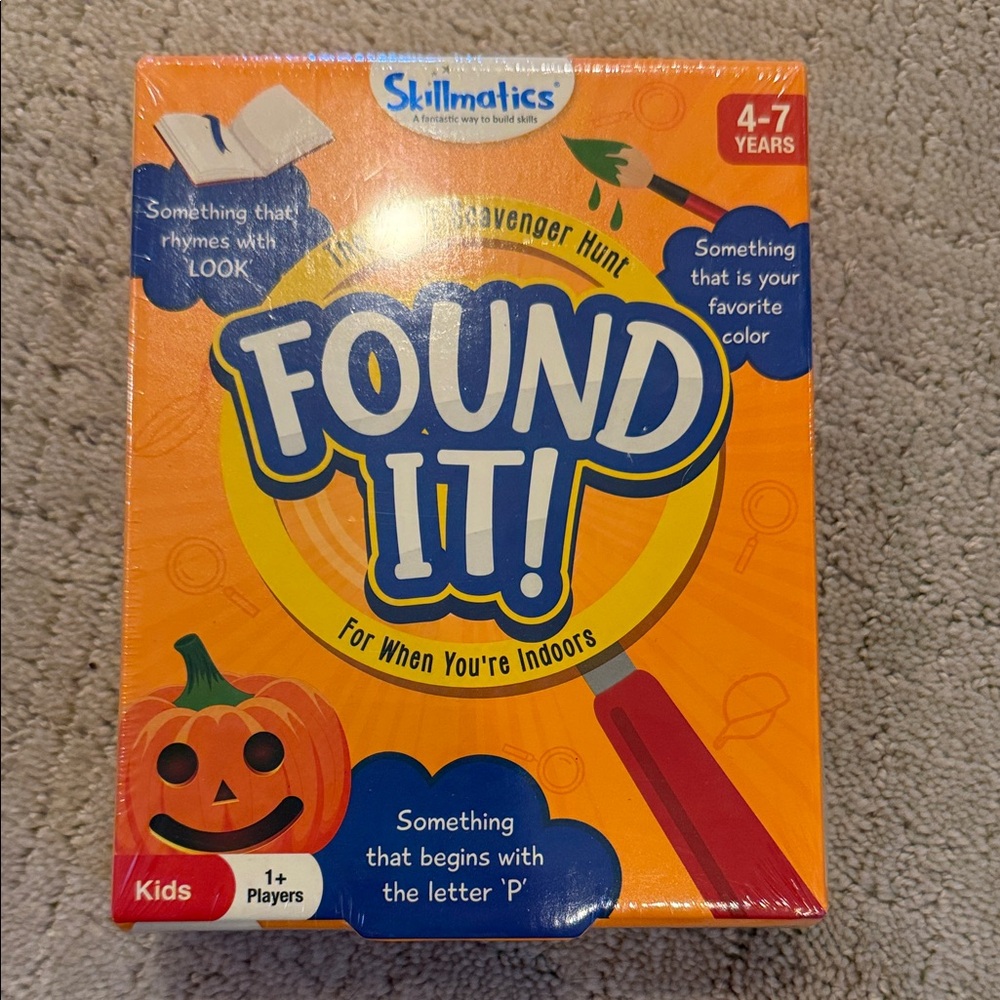 Skillmatics®
A fantastic way to build skills
4-7
YEARS
Something that
rhymes with
'LOOK'
Something
that is your
favorite
color
The Scavenger Hunt
FOUND
IT!
For When You're Indoors
Something
that begins with
the letter 'P'
Kids
1+
Players